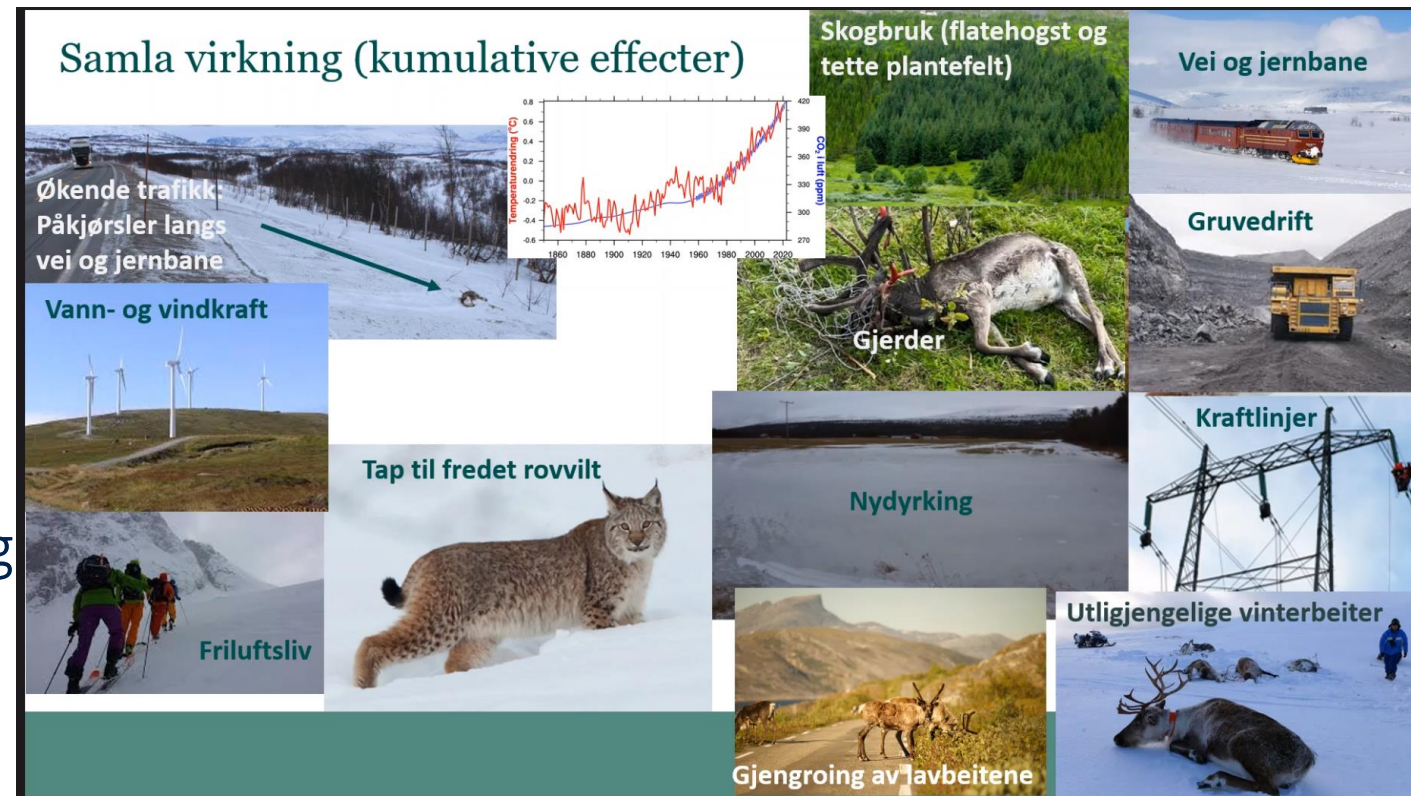 Samla virkning (kumulative effecter)
Skogbruk (flatehogst og
tette plantefelt)
Vei og jernbane
Økende trafikk:
Påkjørsler langs
vei og jernbane
Temperaturendring (°C)
0.8
0.6
0.4
0.2
0.0
-0.2
-0.4
-0.6
420
390
360
330
300
270
CO₂ i luft (ppm)
1860 1880 1900 1920 1940 1960 1980 2000 2020
Gruvedrift
Vann- og vindkraft
Gjerder
Kraftlinjer
Tap til fredet rovvilt
Nydyrking
g
Friluftsliv
Utligjengelige vinterbeiter
Gjengroing av lavbeitene